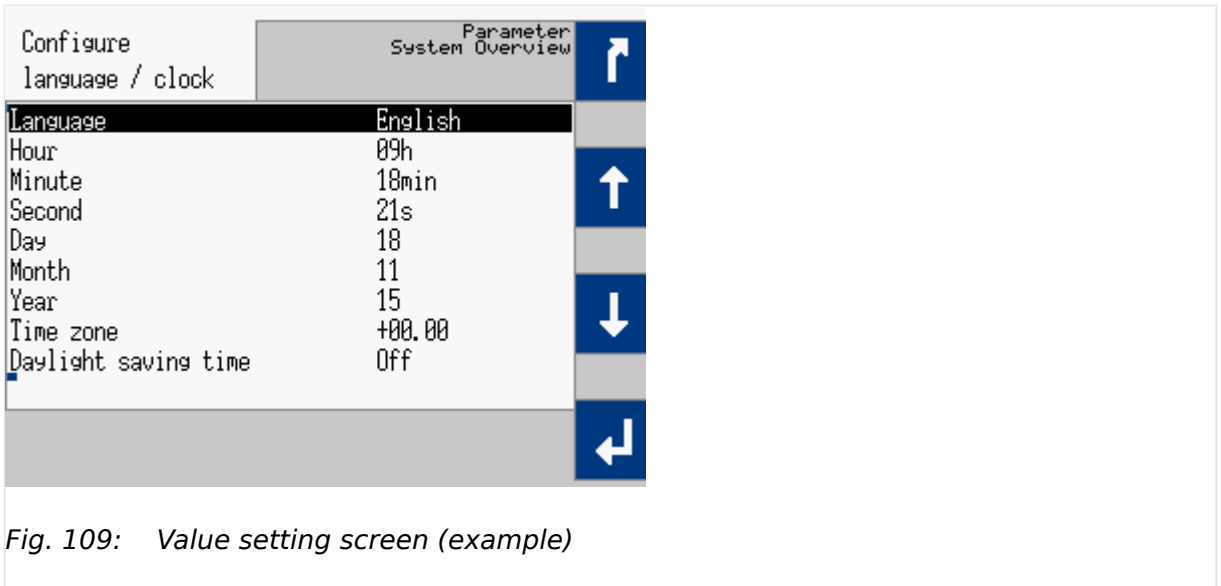 Configure
language / clock
Parameter
System Overview
Language English
Hour 09h
Minute 18min
Second 21s
Day 18
Month 11
Year 15
Time zone +00.00
Daylight saving time Off
Fig. 109: Value setting screen (example)